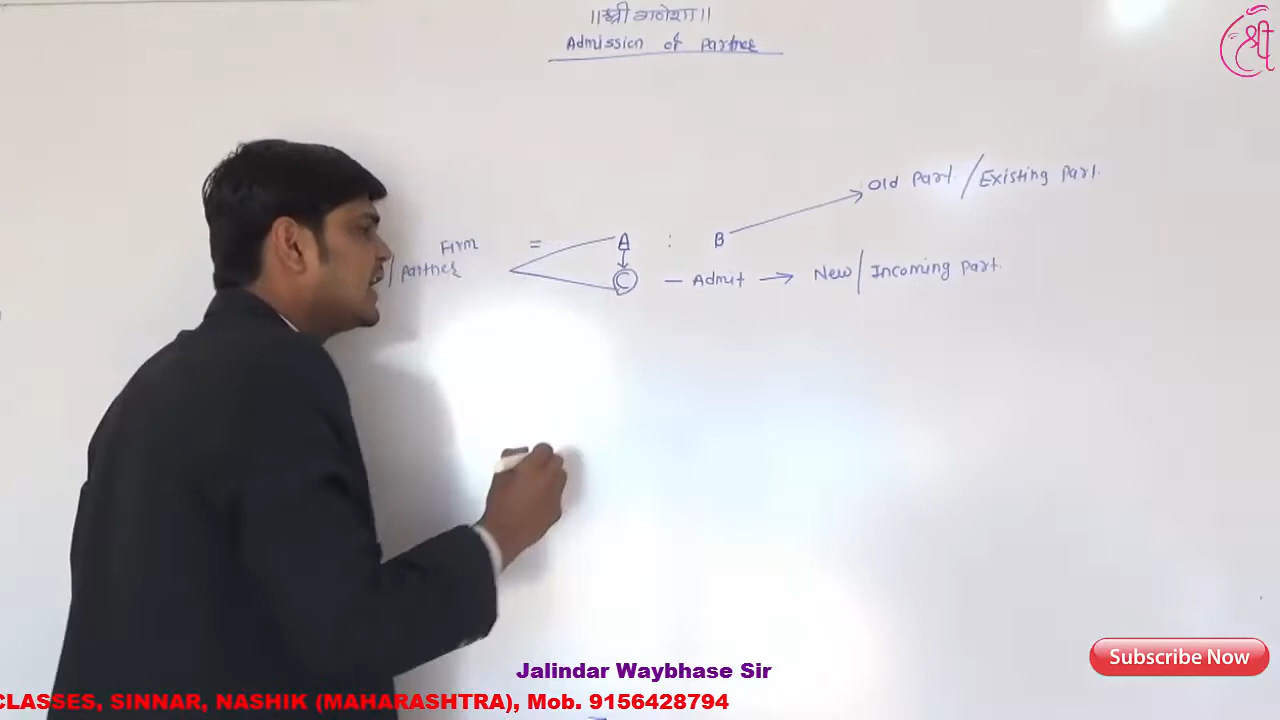 ॥श्री गणेशा॥
Admission of Partner
श्री
Old Part. / Existing Part.
Firm = A : B
/ Partner C — Admit → New / Incoming Part.
Subscribe Now
Jalindar Waybhase Sir
CLASSES, SINNAR, NASHIK (MAHARASHTRA), Mob. 9156428794